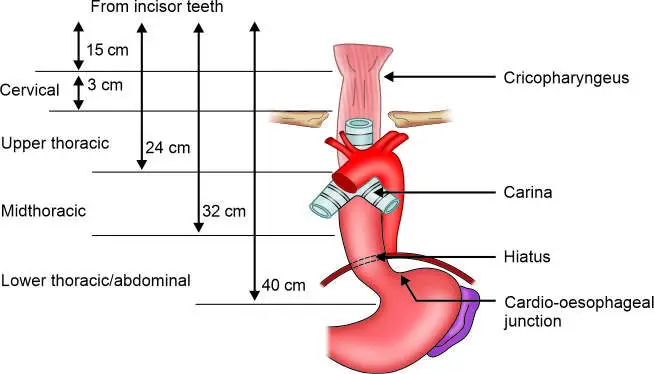 From incisor teeth
15 cm
Cricopharyngeus
3 cm
Cervical
Upper thoracic
24 cm
Carina
Midthoracic
32 cm
Hiatus
Lower thoracic/abdominal
40 cm
Cardio-oesophageal
junction